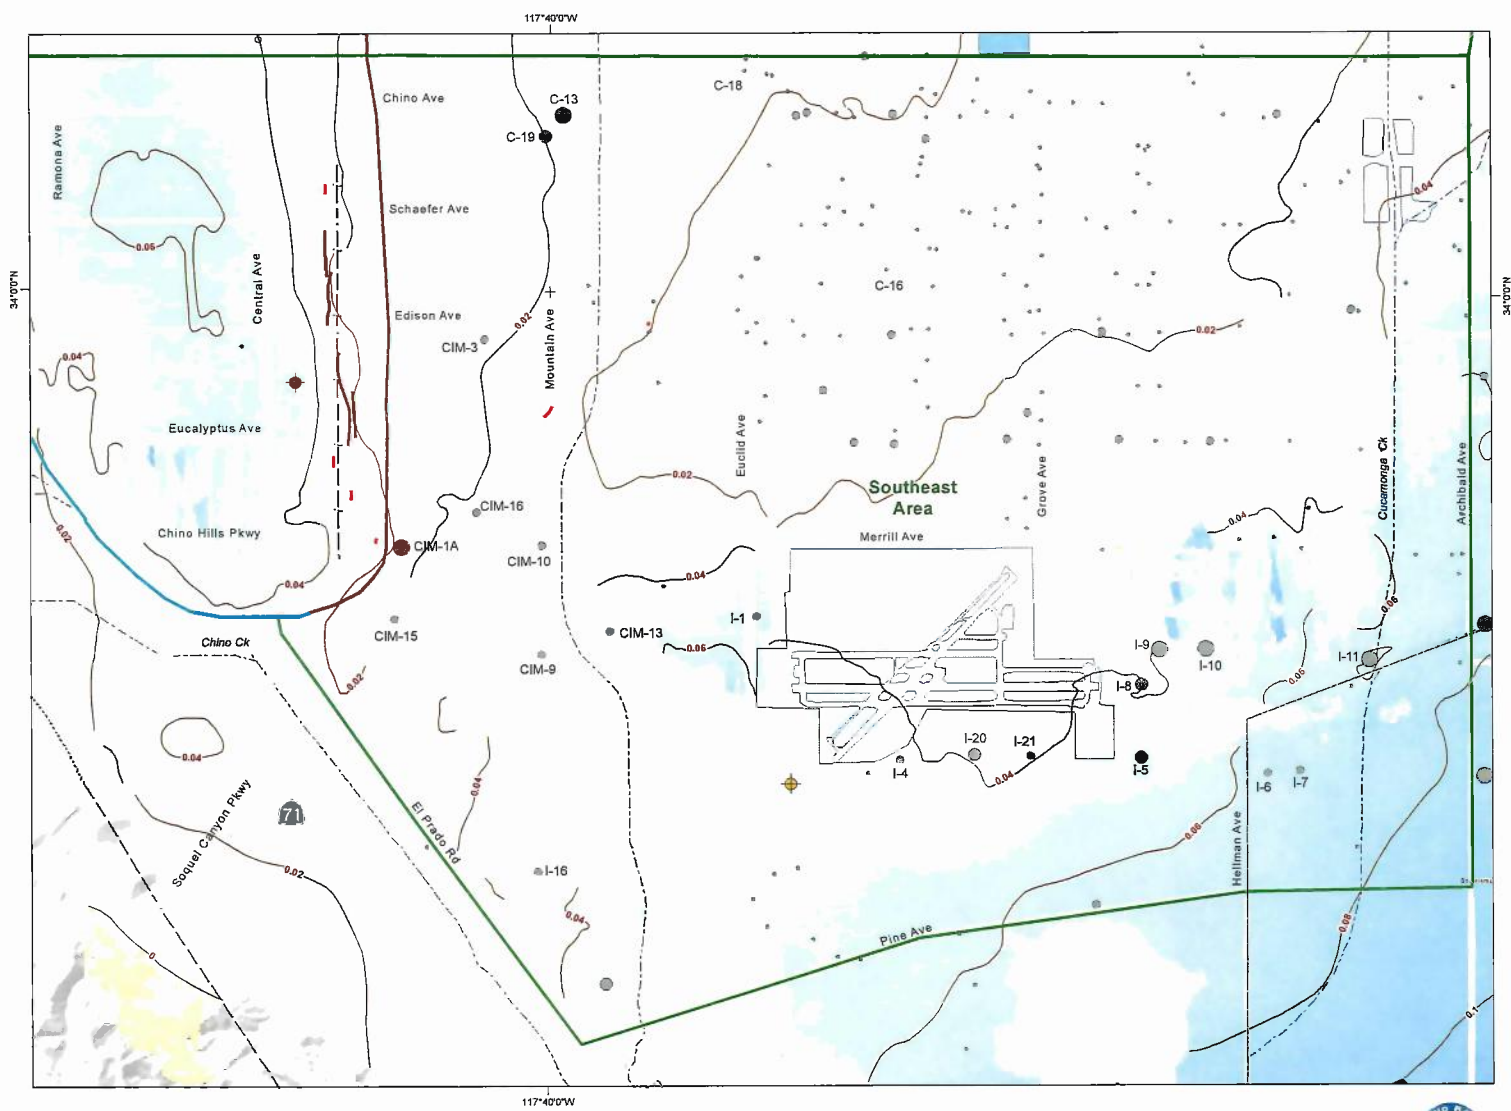 117°40'0"W
Chino Ave
C-13
C-18
C-19
Ramona Ave
Schaefer Ave
0.04
0.06
Central Ave
C-16
34°0'0"N
34°0'0"N
Edison Ave
0.02
Mountain Ave
0.02
CIM-3
0.04
Eucalyptus Ave
Euclid Ave
0.02
Grove Ave
Cucamonga Ck
Archibald Ave
Southeast
Area
CIM-16
Chino Hills Pkwy
0.02
Merrill Ave
0.04
CIM-1A
CIM-10
0.04
0.04
0.06
I-1
CIM-15
CIM-13
Chino Ck
0.06
I-9
I-10
I-11
CIM-9
0.02
I-8
0.06
0.04
I-20
I-21
I-4
I-5
0.04
0.04
I-6
I-7
Soquel Canyon Pkwy
71
El Prado Rd
0.06
Hellman Ave
0.02
I-16
0.04
0.08
Pine Ave
0
0.1
117°40'0"W